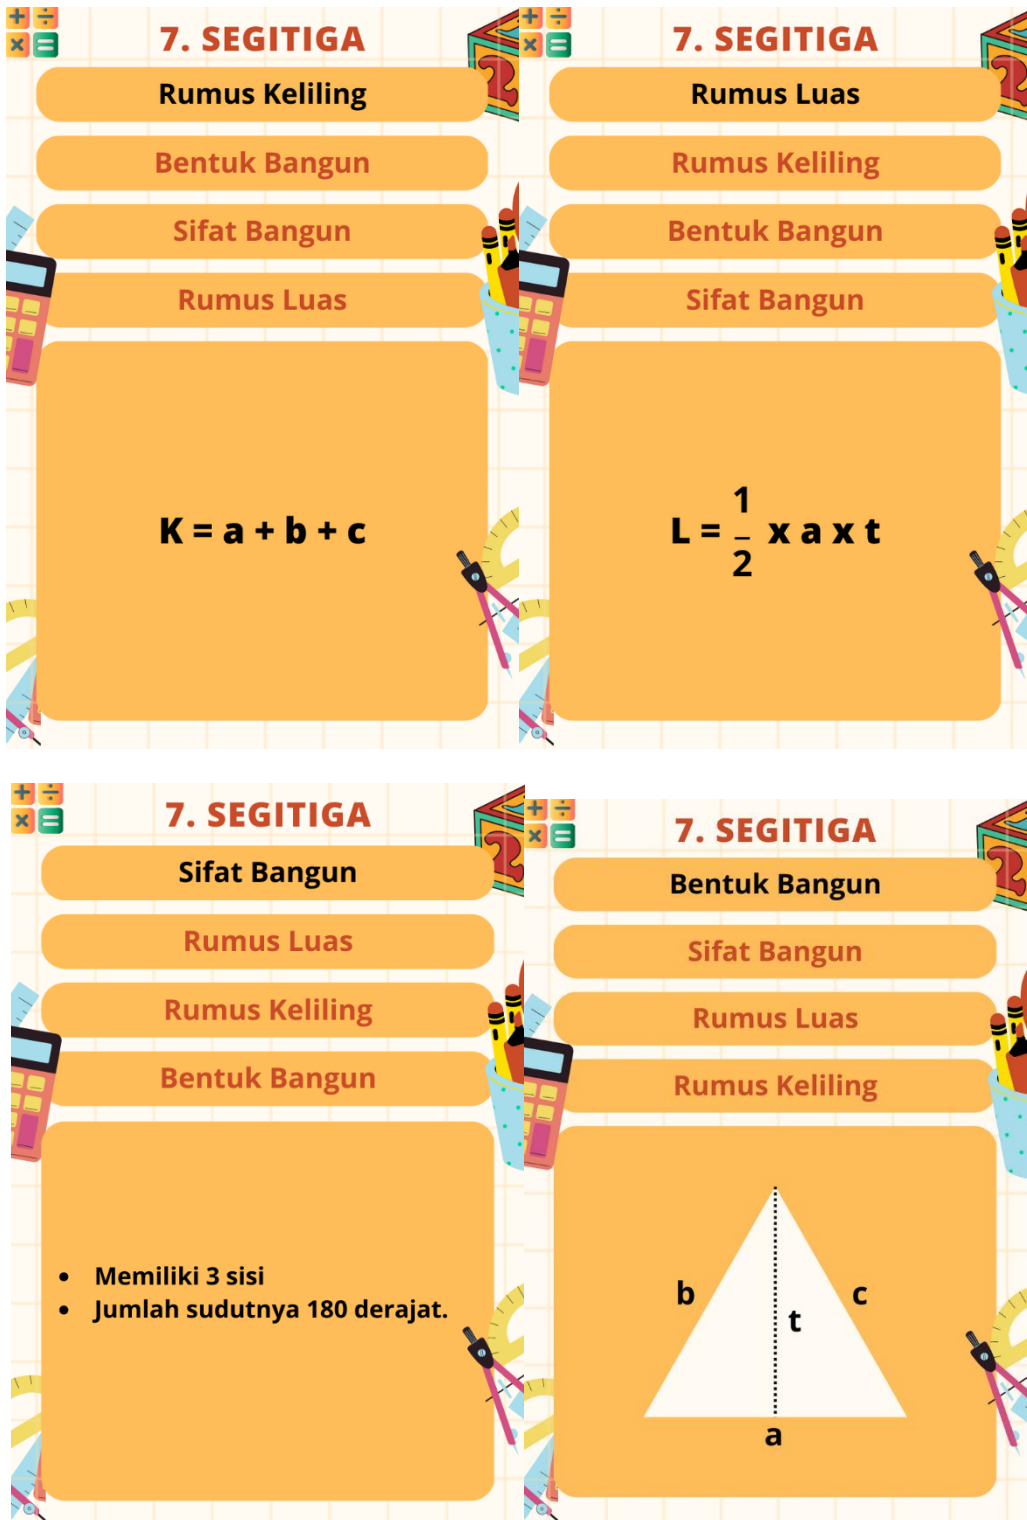 7. SEGITIGA
Rumus Keliling
Bentuk Bangun
Sifat Bangun
Rumus Luas
K = a + b + c
7. SEGITIGA
Rumus Luas
Rumus Keliling
Bentuk Bangun
Sifat Bangun
L = 1/2 x a x t
7. SEGITIGA
Sifat Bangun
Rumus Luas
Rumus Keliling
Bentuk Bangun
• Memiliki 3 sisi
• Jumlah sudutnya 180 derajat.
7. SEGITIGA
Bentuk Bangun
Sifat Bangun
Rumus Luas
Rumus Keliling
b
c
t
a